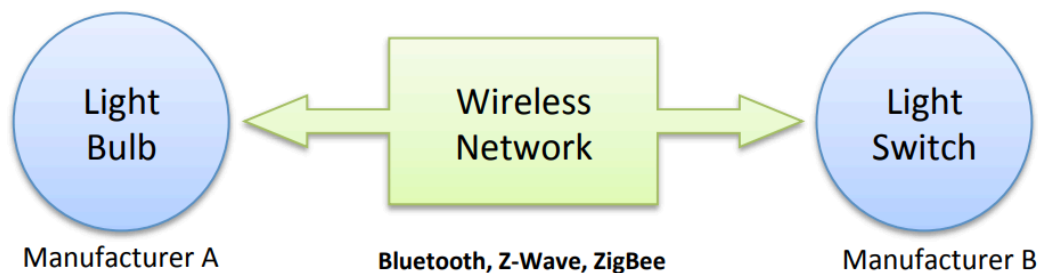 Light
Bulb
Wireless
Network
Light
Switch
Manufacturer A
Bluetooth, Z-Wave, ZigBee
Manufacturer B